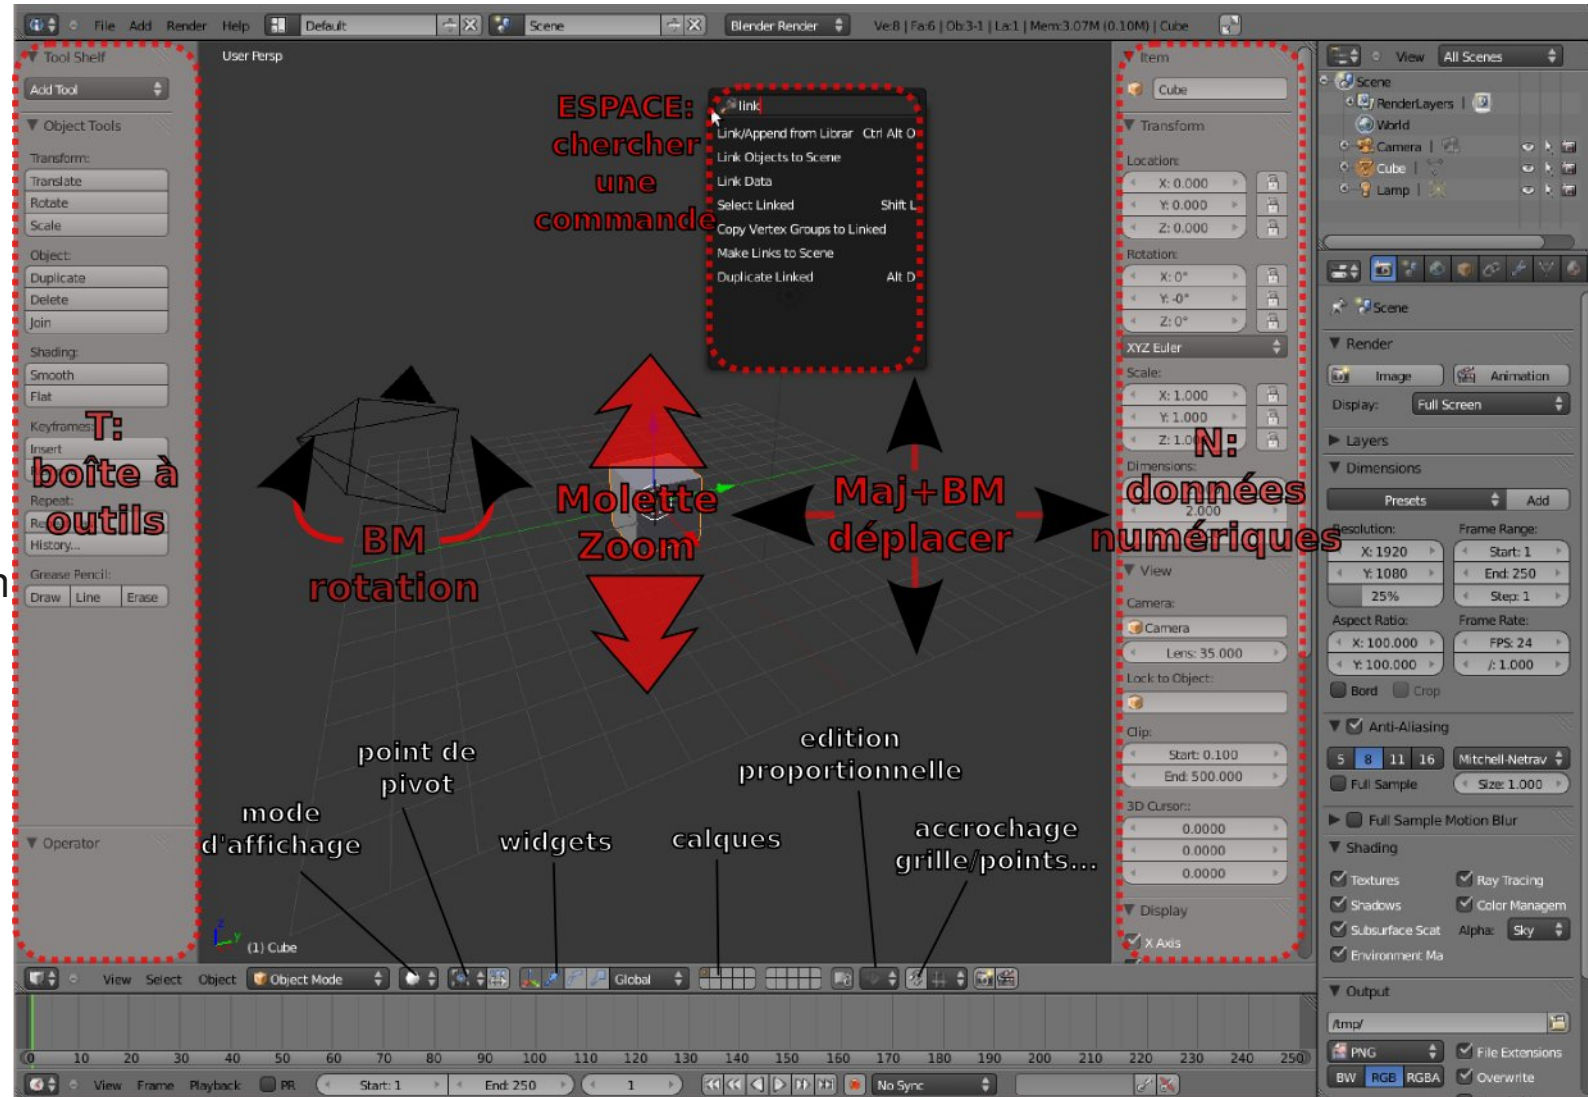 File Add Render Help Default Scene Blender Render Ve:8 | Fa:6 | Ob:3-1 | La:1 | Mem:3.07M (0.10M) | Cube
Tool Shelf
Add Tool
Object Tools
Transform:
Translate
Rotate
Scale
Object:
Duplicate
Delete
Join
Shading:
Smooth
Flat
Keyframes:
Insert
T:
boîte à
outils
Repeat:
History...
Grease Pencil:
Draw Line Erase
Operator
User Persp
ESPACE:
chercher
une
commande
link
Link/Append from Librar Ctrl Alt O
Link Objects to Scene
Link Data
Select Linked Shift L
Copy Vertex Groups to Linked
Make Links to Scene
Duplicate Linked Alt D
BM
rotation
Molette
Zoom
Maj+BM
déplacer
point de
pivot
edition
proportionnelle
mode
d'affichage
widgets
calques
accrochage
grille/points...
(1) Cube
z
y
Item
Cube
Transform
Location:
X: 0.000
Y: 0.000
Z: 0.000
Rotation:
X: 0°
Y: -0°
Z: 0°
XYZ Euler
Scale:
X: 1.000
Y: 1.000
Z: 1.00
N:
données
numériques
Dimensions:
2.000
View
Camera:
Camera
Lens: 35.000
Lock to Object:
Clip:
Start: 0.100
End: 500.000
3D Cursor::
0.0000
0.0000
0.0000
Display
X Axis
View All Scenes
Scene
RenderLayers |
World
Camera |
Cube |
Lamp |
Scene
Render
Image Animation
Display: Full Screen
Layers
Dimensions
Presets Add
Resolution: Frame Range:
X: 1920 Start: 1
Y: 1080 End: 250
25% Step: 1
Aspect Ratio: Frame Rate:
X: 100.000 FPS: 24
Y: 100.000 /: 1.000
Bord Crop
Anti-Aliasing
5 8 11 16 Mitchell-Netrav
Full Sample Size: 1.000
Full Sample Motion Blur
Shading
Textures Ray Tracing
Shadows Color Managem
Subsurface Scat Alpha: Sky
Environment Ma
Output
/tmp/
PNG File Extensions
BW RGB RGBA Overwrite
View Select Object Object Mode Global
0 10 20 30 40 50 60 70 80 90 100 110 120 130 140 150 160 170 180 190 200 210 220 230 240 250
View Frame Playback PR Start: 1 End: 250 1 No Sync